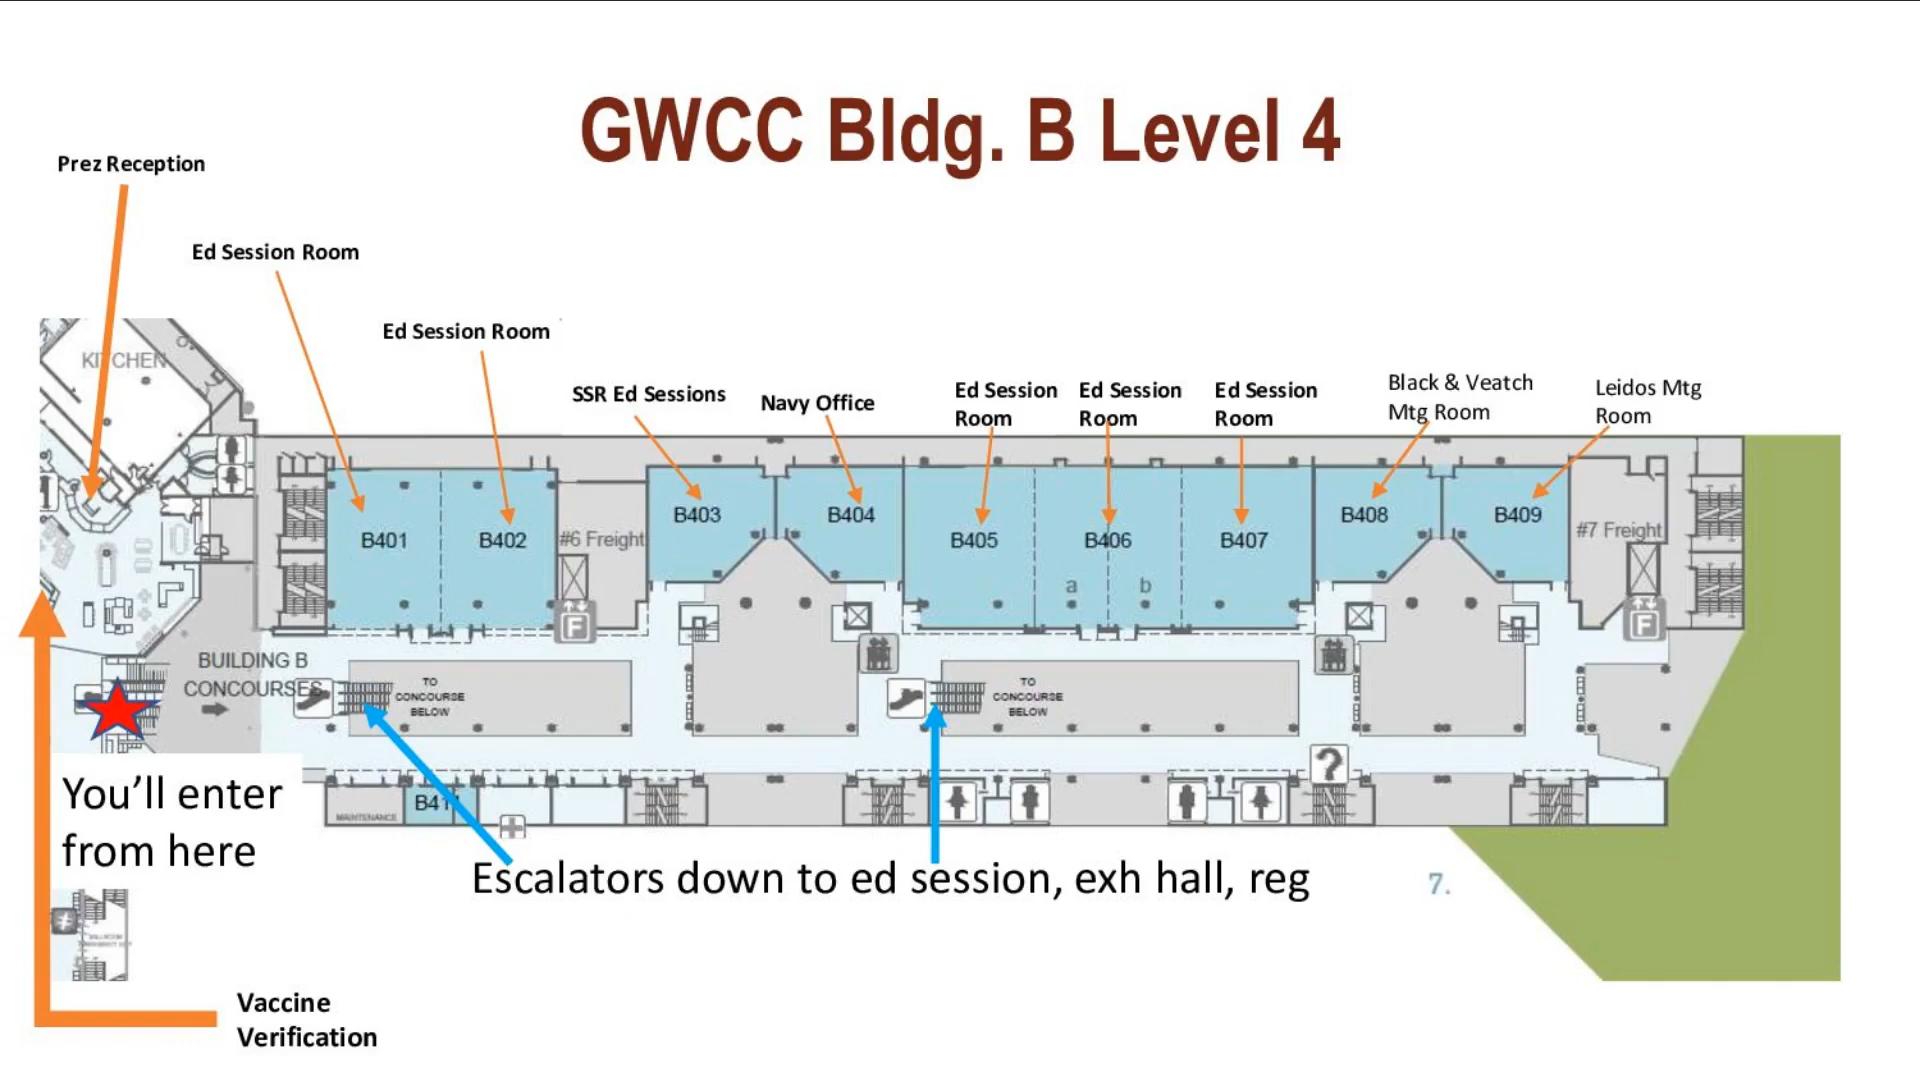 GWCC Bldg. B Level 4
Prez Reception
Ed Session Room
Ed Session Room
SSR Ed Sessions
Navy Office
Ed Session
Room
Ed Session
Room
Ed Session
Room
Black & Veatch
Mtg Room
Leidos Mtg
Room
KITCHEN
B401
B402
#6 Freight
B403
B404
B405
B406
a
b
B407
B408
B409
#7 Freight
F
F
BUILDING B
CONCOURSES
TO
CONCOURSE
BELOW
TO
CONCOURSE
BELOW
?
You'll enter
from here
MAINTENANCE
B411
Escalators down to ed session, exh hall, reg
7.
Vaccine
Verification